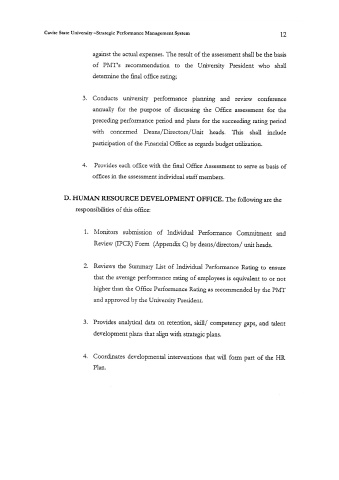 Cavite State University –Strategic Performance Management System 12
against the actual expenses. The result of the assessment shall be the basis
of PMT's recommendation to the University President who shall
determine the final office rating;
3. Conducts university performance planning and review conference
annually for the purpose of discussing the Office assessment for the
preceding performance period and plans for the succeeding rating period
with concerned Deans/Directors/Unit heads. This shall include
participation of the Financial Office as regards budget utilization.
4. Provides each office with the final Office Assessment to serve as basis of
offices in the assessment individual staff members.
D. HUMAN RESOURCE DEVELOPMENT OFFICE. The following are the
responsibilities of this office:
1. Monitors submission of Individual Performance Commitment and
Review (IPCR) Form (Appendix C) by deans/directors/ unit heads.
2. Reviews the Summary List of Individual Performance Rating to ensure
that the average performance rating of employees is equivalent to or not
higher than the Office Performance Rating as recommended by the PMT
and approved by the University President.
3. Provides analytical data on retention, skill/ competency gaps, and talent
development plans that align with strategic plans.
4. Coordinates developmental interventions that will form part of the HR
Plan.